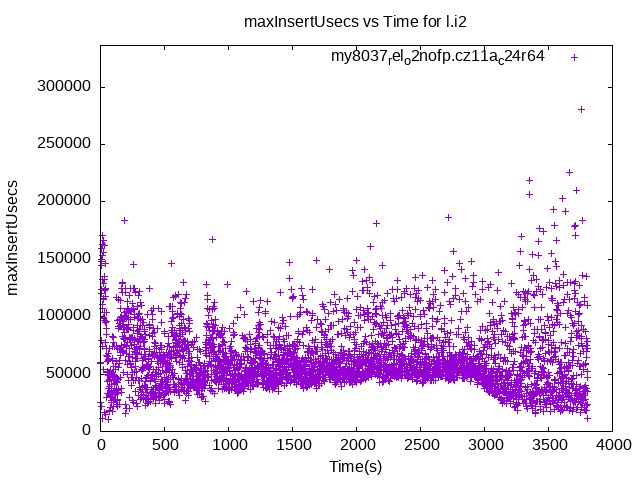 maxInsertUsecs vs Time for l.i2
my8037rel_o2nofp.cz11a_c24r64
300000
250000
200000
150000
100000
50000
0
maxInsertUsecs
0 500 1000 1500 2000 2500 3000 3500 4000
Time(s)